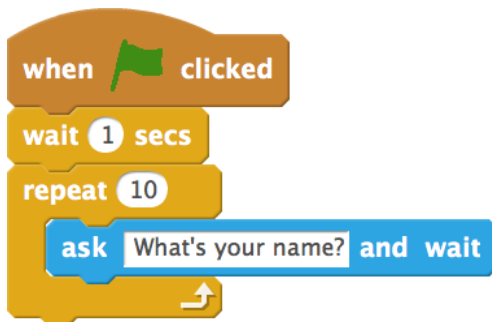 when clicked
wait 1 secs
repeat 10
ask What's your name? and wait